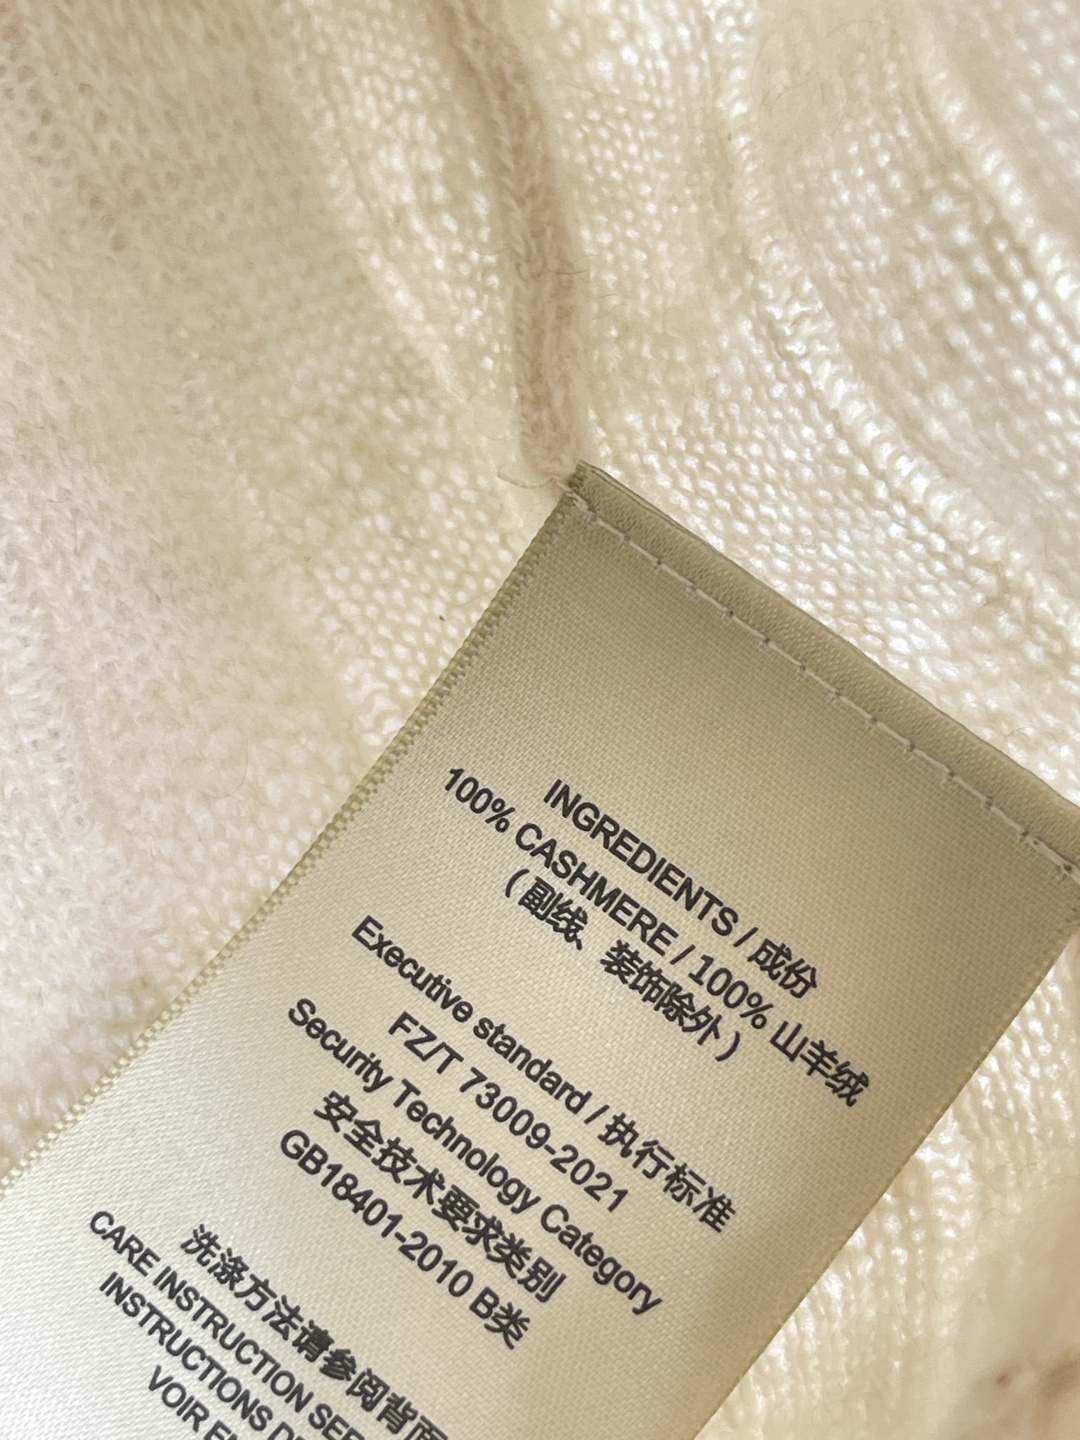 INGREDIENTS / 成份
100% CASHMERE / 100% 山羊绒
（副线、装饰除外）
Executive standard / 执行标准
FZ/T 73009-2021
Security Technology Category
安全技术要求类别
GB18401-2010 B类
洗涤方法请参阅背面
CARE INSTRUCTION SEE
INSTRUCTIONS
VOIR